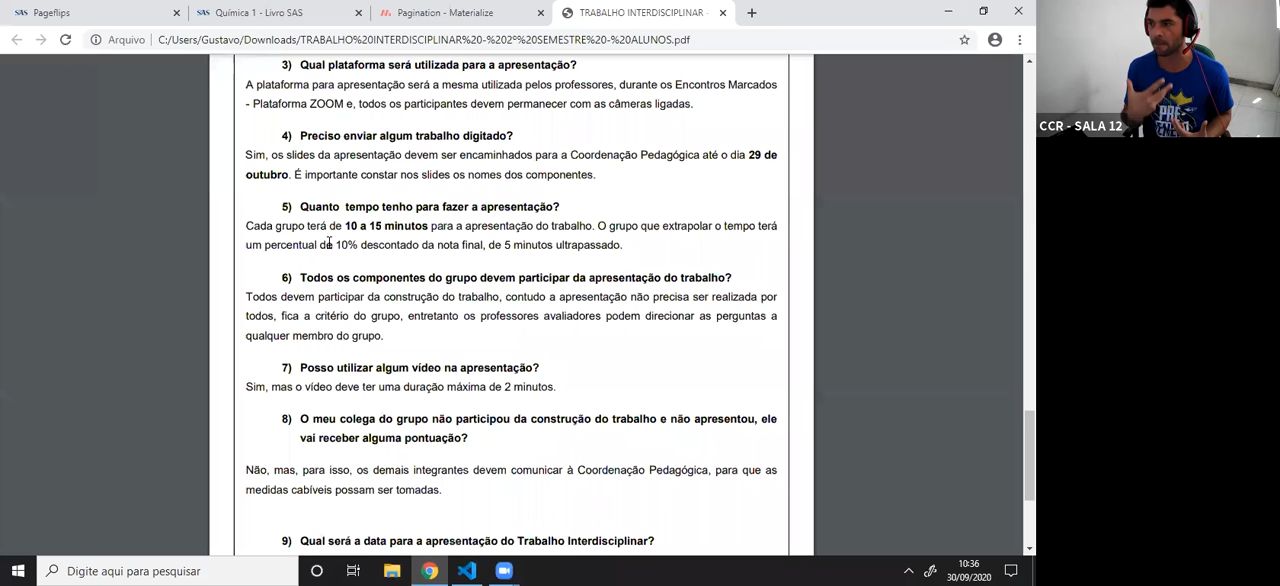 SAS Pageflips
SAS Química 1 - Livro SAS
Pagination - Materialize
TRABALHO INTERDISCIPLINAR -
Arquivo C:/Users/Gustavo/Downloads/TRABALHO%20INTERDISCIPLINAR%20-%202º%20SEMESTRE%20-%20ALUNOS.pdf
3) Qual plataforma será utilizada para a apresentação?
A plataforma para apresentação será a mesma utilizada pelos professores, durante os Encontros Marcados
- Plataforma ZOOM e, todos os participantes devem permanecer com as câmeras ligadas.
4) Preciso enviar algum trabalho digitado?
Sim, os slides da apresentação devem ser encaminhados para a Coordenação Pedagógica até o dia 29 de
outubro. É importante constar nos slides os nomes dos componentes.
5) Quanto tempo tenho para fazer a apresentação?
Cada grupo terá de 10 a 15 minutos para a apresentação do trabalho. O grupo que extrapolar o tempo terá
um percentual de 10% descontado da nota final, de 5 minutos ultrapassado.
6) Todos os componentes do grupo devem participar da apresentação do trabalho?
Todos devem participar da construção do trabalho, contudo a apresentação não precisa ser realizada por
todos, fica a critério do grupo, entretanto os professores avaliadores podem direcionar as perguntas a
qualquer membro do grupo.
7) Posso utilizar algum vídeo na apresentação?
Sim, mas o vídeo deve ter uma duração máxima de 2 minutos.
8) O meu colega do grupo não participou da construção do trabalho e não apresentou, ele
vai receber alguma pontuação?
Não, mas, para isso, os demais integrantes devem comunicar à Coordenação Pedagógica, para que as
medidas cabíveis possam ser tomadas.
9) Qual será a data para a apresentação do Trabalho Interdisciplinar?
CCR - SALA 12
Digite aqui para pesquisar
10:36
30/09/2020